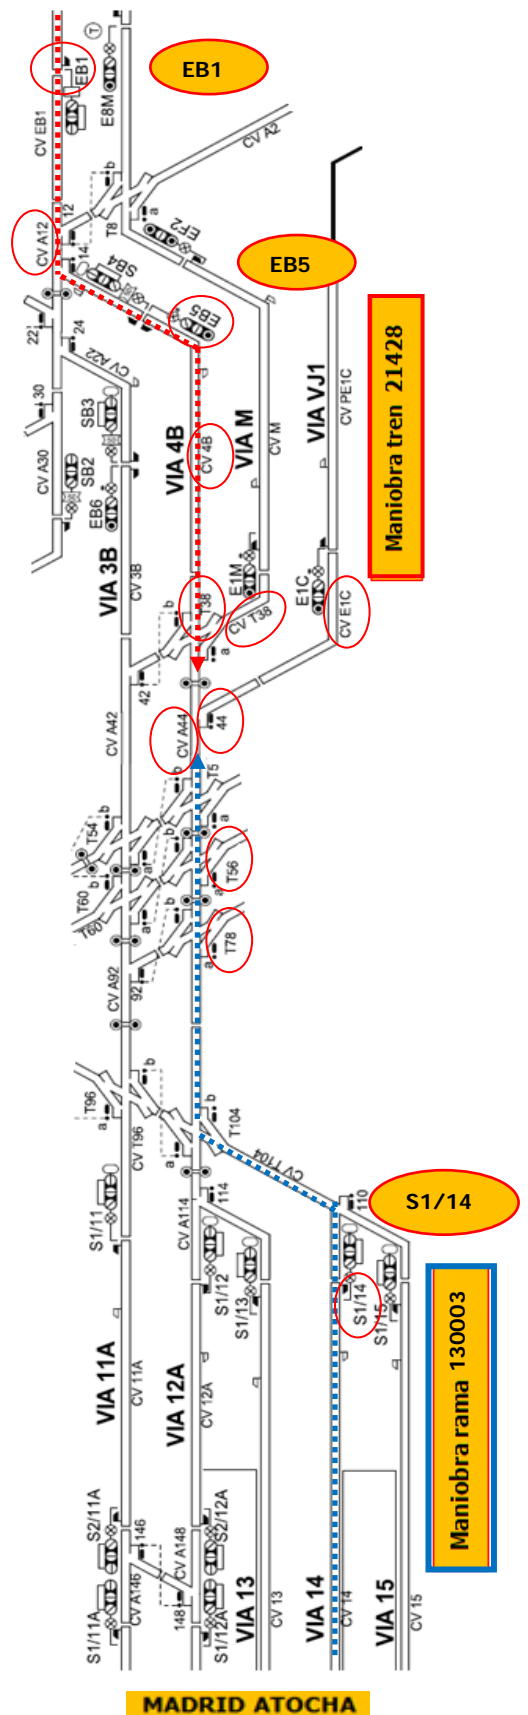 EB1
EB1
CV EB1
E8M
T
CV A2
b
12
CV A12
14
T8
a
EF2
SB4
EB5
EB5
22
24
CV A22
30
CV A30
SB3
SB2
EB6
VIA 3B
CV 3B
VIA 4B
CV 4B
VIA M
CV M
VIA VJ1
CV PE1C
Maniobra tren 21428
E1M
E1C
CV E1C
b
T38
CV T38
a
42
CV A42
CV A44
44
b
T5
T54
b
a
b
a
T56
T60
b
T60
a
a
b
T78
a
CV A92
92
b
T96
a
CV T96
b
T104
a
CV T104
S1/11
114
CV A114
110
S1/14
S1/12
S1/13
S1/14
S1/15
VIA 11A
CV 11A
VIA 12A
CV 12A
Maniobra rama 130003
S2/11A
146
CV A148
S2/12A
S1/11A
CV A146
148
S1/12A
VIA 13
CV 13
VIA 14
CV 14
VIA 15
CV 15
MADRID ATOCHA